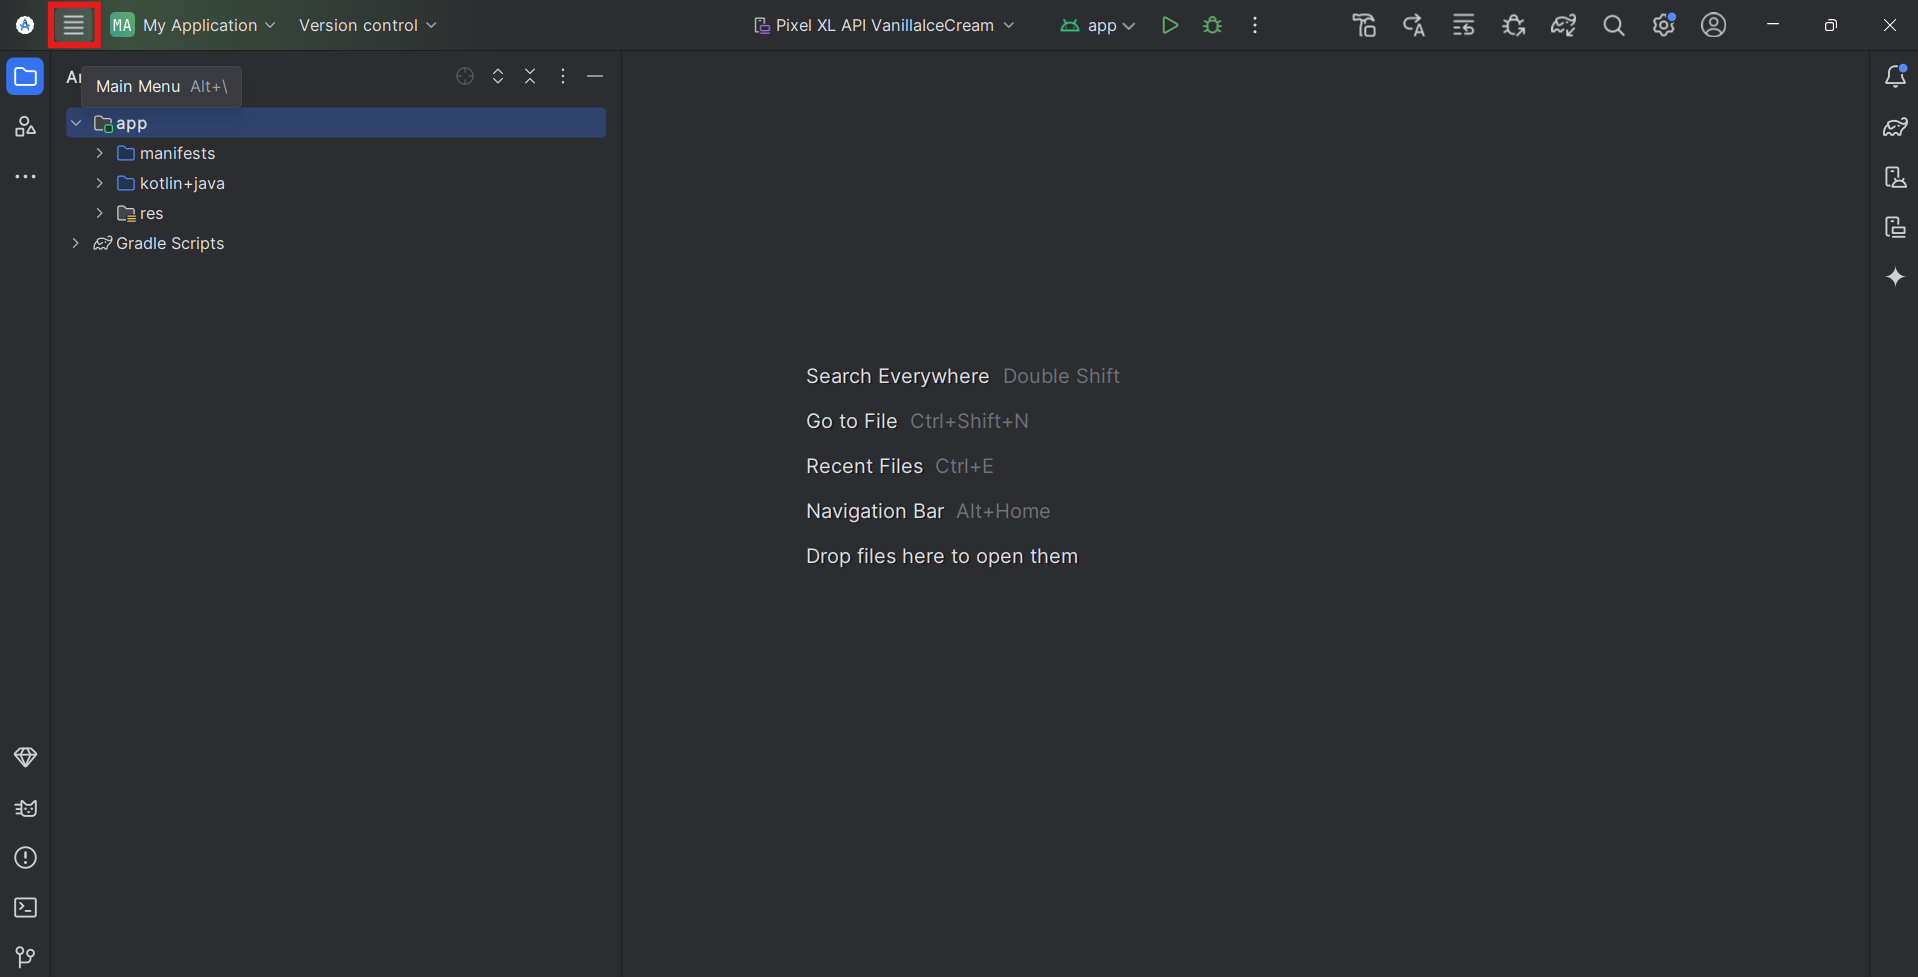 MA My Application Version control Pixel XL API VanillaIceCream app
Main Menu Alt+\
app
manifests
kotlin+java
res
Gradle Scripts
Search Everywhere Double Shift
Go to File Ctrl+Shift+N
Recent Files Ctrl+E
Navigation Bar Alt+Home
Drop files here to open them